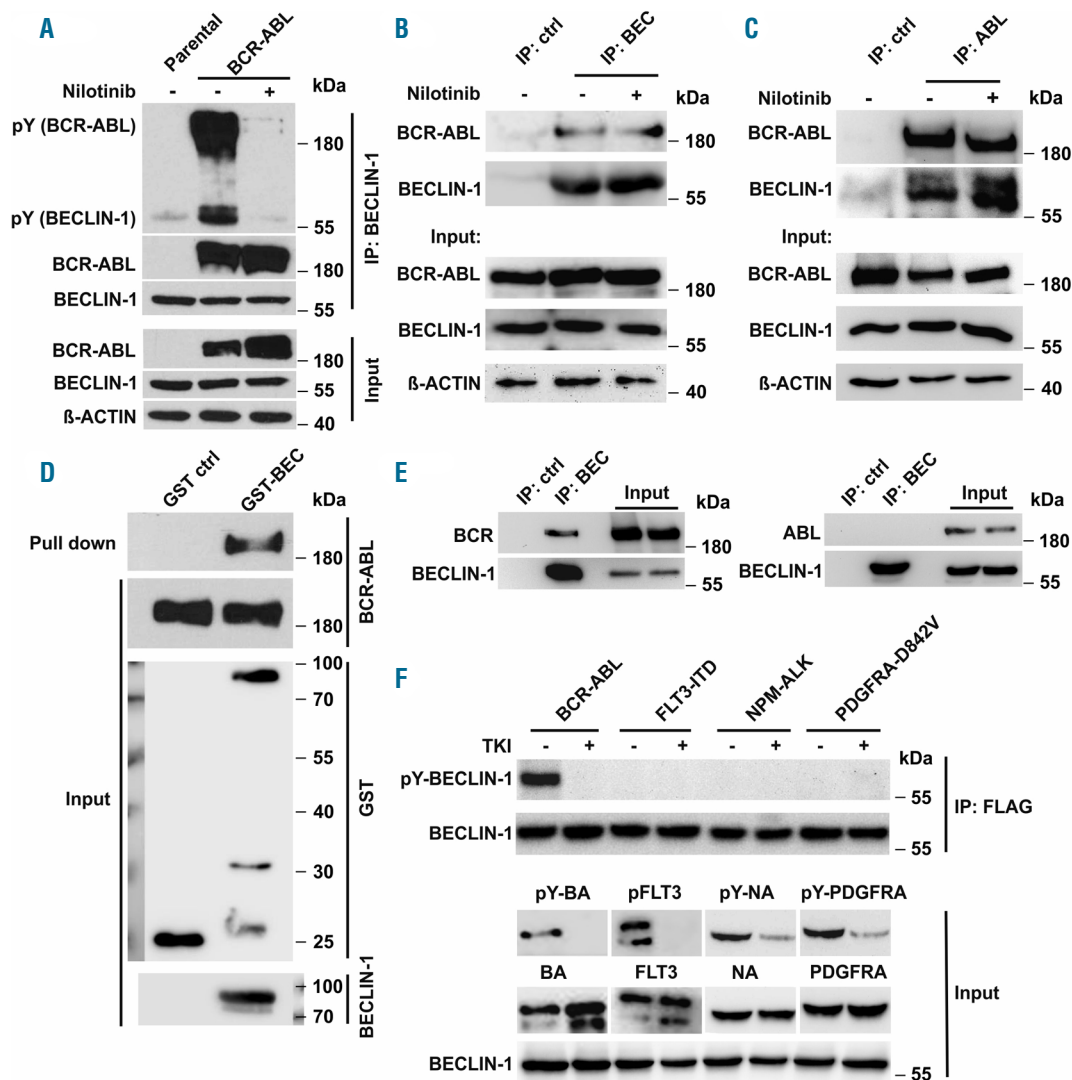 A
Parental
BCR-ABL
Nilotinib - - + kDa
pY (BCR-ABL)
180
pY (BECLIN-1)
55
BCR-ABL
180
BECLIN-1
55
IP: BECLIN-1
BCR-ABL
180
BECLIN-1
55
ß-ACTIN
40
Input
B
IP: ctrl
IP: BEC
Nilotinib - - + kDa
BCR-ABL
180
BECLIN-1
55
Input:
BCR-ABL
180
BECLIN-1
55
ß-ACTIN
40
C
IP: ctrl
IP: ABL
Nilotinib - - + kDa
BCR-ABL
180
BECLIN-1
55
Input:
BCR-ABL
180
BECLIN-1
55
ß-ACTIN
40
D
GST ctrl
GST-BEC
kDa
Pull down
180
180
BCR-ABL
100
70
55
40
30
25
GST
Input
100
70
BECLIN-1
E
IP: ctrl
IP: BEC
Input
kDa
BCR
180
BECLIN-1
55
IP: ctrl
IP: BEC
Input
kDa
ABL
180
BECLIN-1
55
F
BCR-ABL
FLT3-ITD
NPM-ALK
PDGFRA-D842V
TKI - + - + - + - +
kDa
pY-BECLIN-1
55
BECLIN-1
55
IP: FLAG
pY-BA pFLT3 pY-NA pY-PDGFRA
BA FLT3 NA PDGFRA
BECLIN-1
55
Input